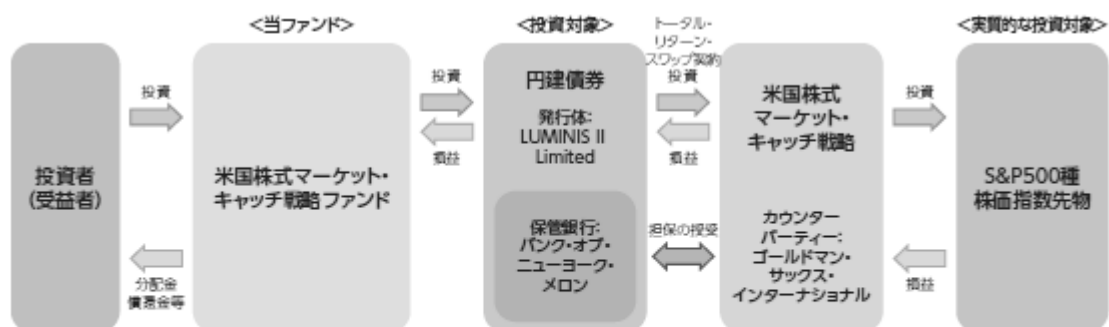 <当ファンド>
<投資対象>
トータル・
リターン・
スワップ契約
<実質的な投資対象>
投資
投資者
(受益者)
分配金
償還金等
米国株式マーケット・
キャッチ戦略ファンド
投資
損益
円建債券
発行体:
LUMINIS II
Limited
保管銀行:
バンク・オブ・
ニューヨーク・
メロン
投資
損益
担保の授受
米国株式
マーケット・
キャッチ戦略
カウンター
パーティー:
ゴールドマン・
サックス・
インターナショナル
投資
損益
S&P500種
株価指数先物